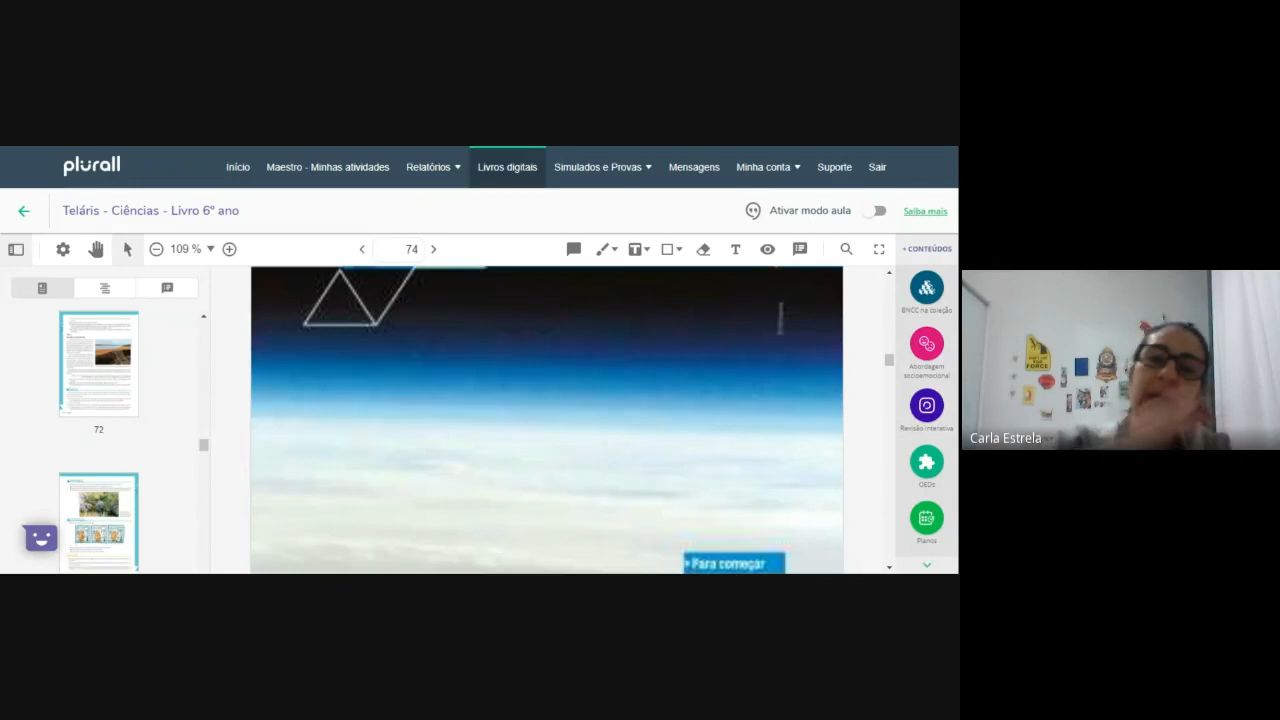 plurall
Início Maestro - Minhas atividades Relatórios Livros digitais Simulados e Provas Mensagens Minha conta Suporte Sair
Teláris - Ciências - Livro 6º ano Ativar modo aula Saiba mais
109 % 74 T + CONTEÚDOS
BNCC na coleção
Abordagem
socioemocional
Revisão interativa
OEDs
Planos
72
Para começar
FORCE
Carla Estrela